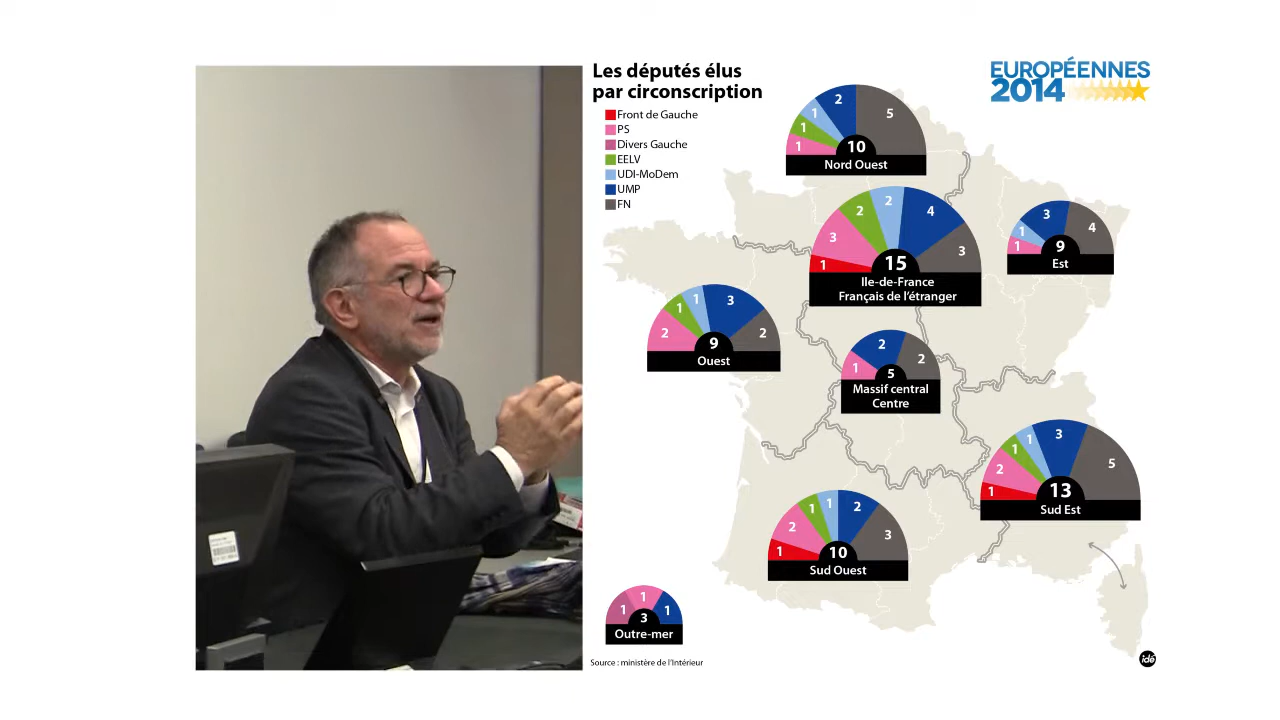 Les députés élus
par circonscription
Front de Gauche
PS
Divers Gauche
EELV
UDI-MoDem
UMP
FN
EUROPÉENNES
2014
1
1
1
2
5
10
Nord Ouest
1
3
2
2
4
3
15
Ile-de-France
Français de l'étranger
1
1
3
4
9
Est
2
1
1
3
2
9
Ouest
1
2
2
5
Massif central
Centre
1
2
1
1
3
5
13
Sud Est
1
2
1
1
2
3
10
Sud Ouest
1
1
1
3
Outre-mer
Source : ministère de l'Intérieur
idé